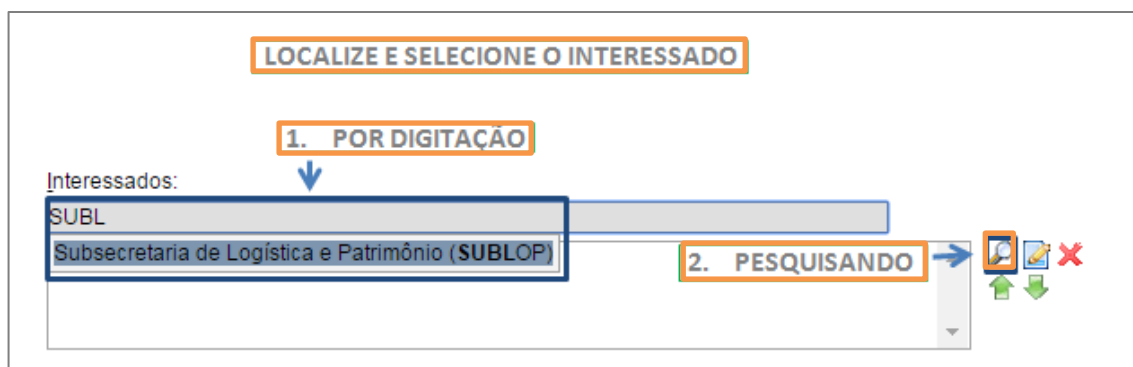 LOCALIZE E SELECIONE O INTERESSADO
1. POR DIGITAÇÃO
Interessados:
SUBL
Subsecretaria de Logística e Patrimônio (SUBLOP)
2. PESQUISANDO